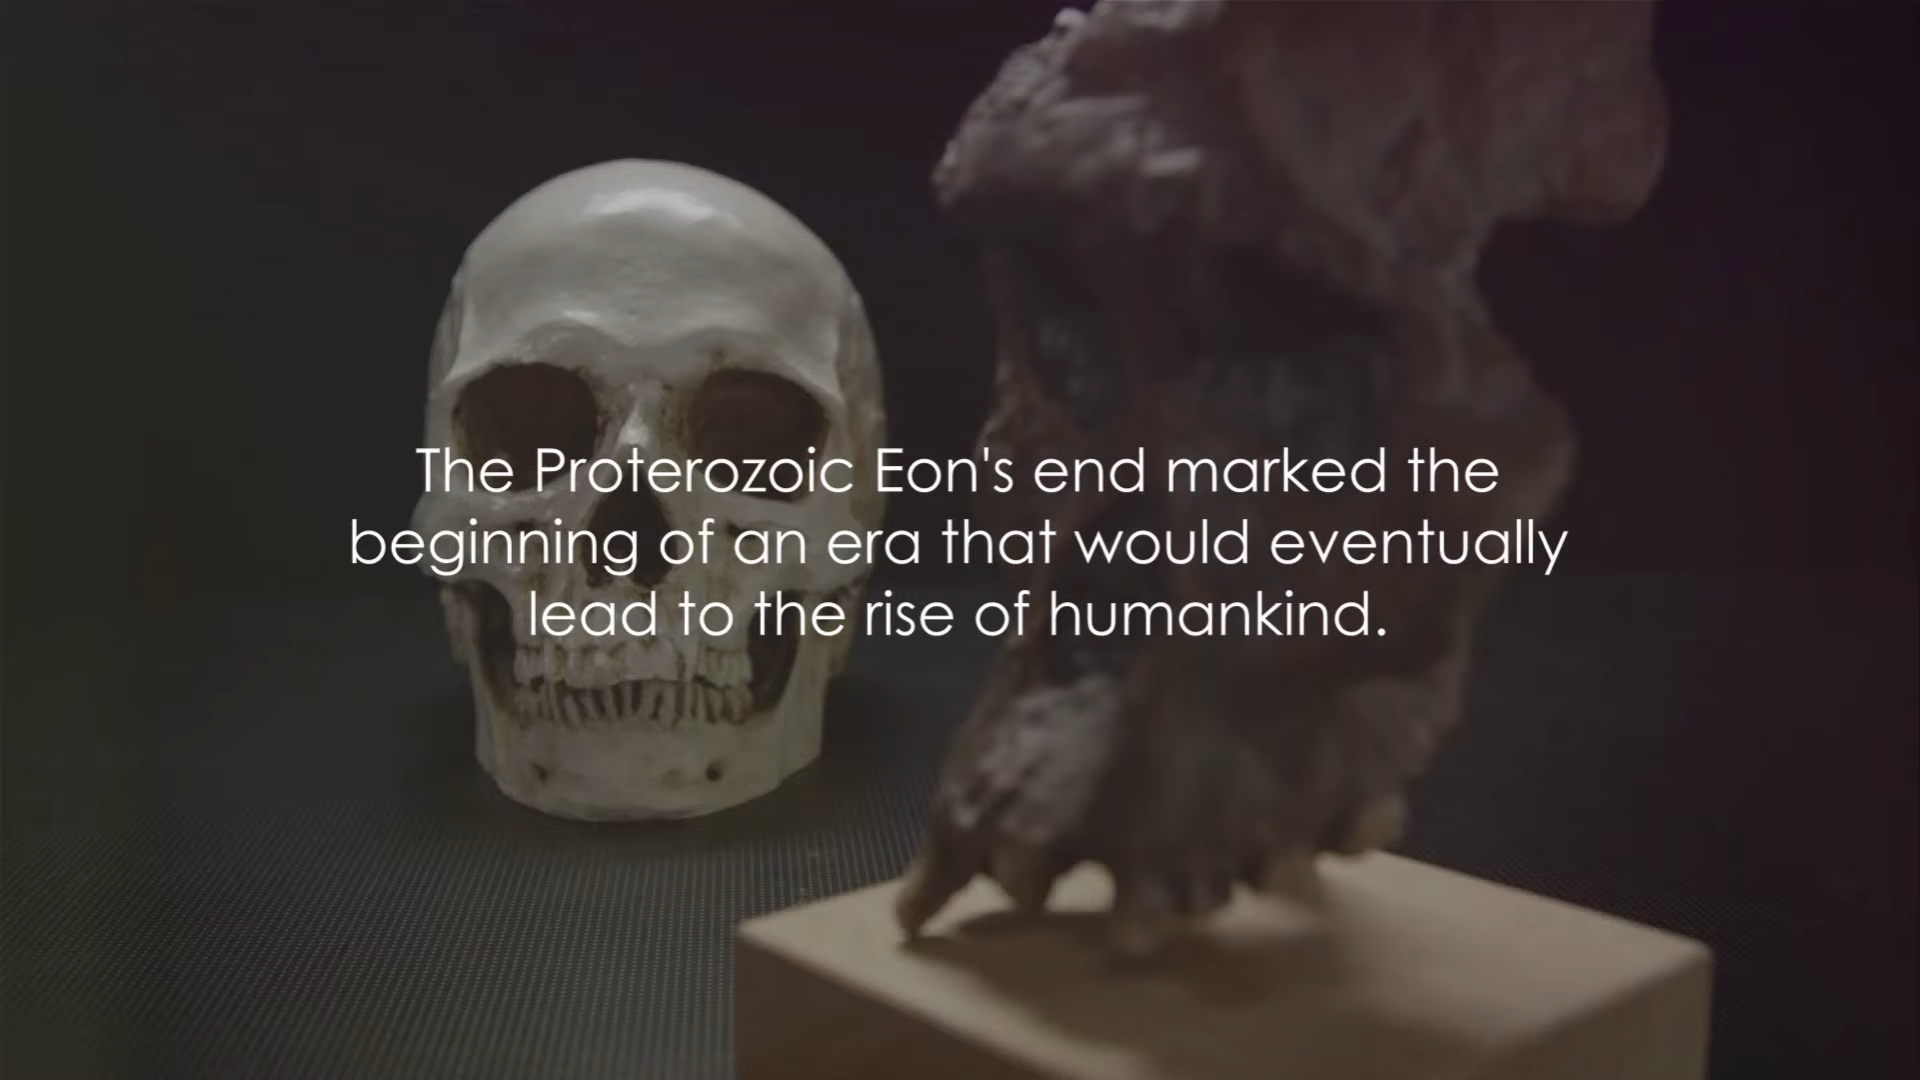 The Proterozoic Eon's end marked the
beginning of an era that would eventually
lead to the rise of humankind.